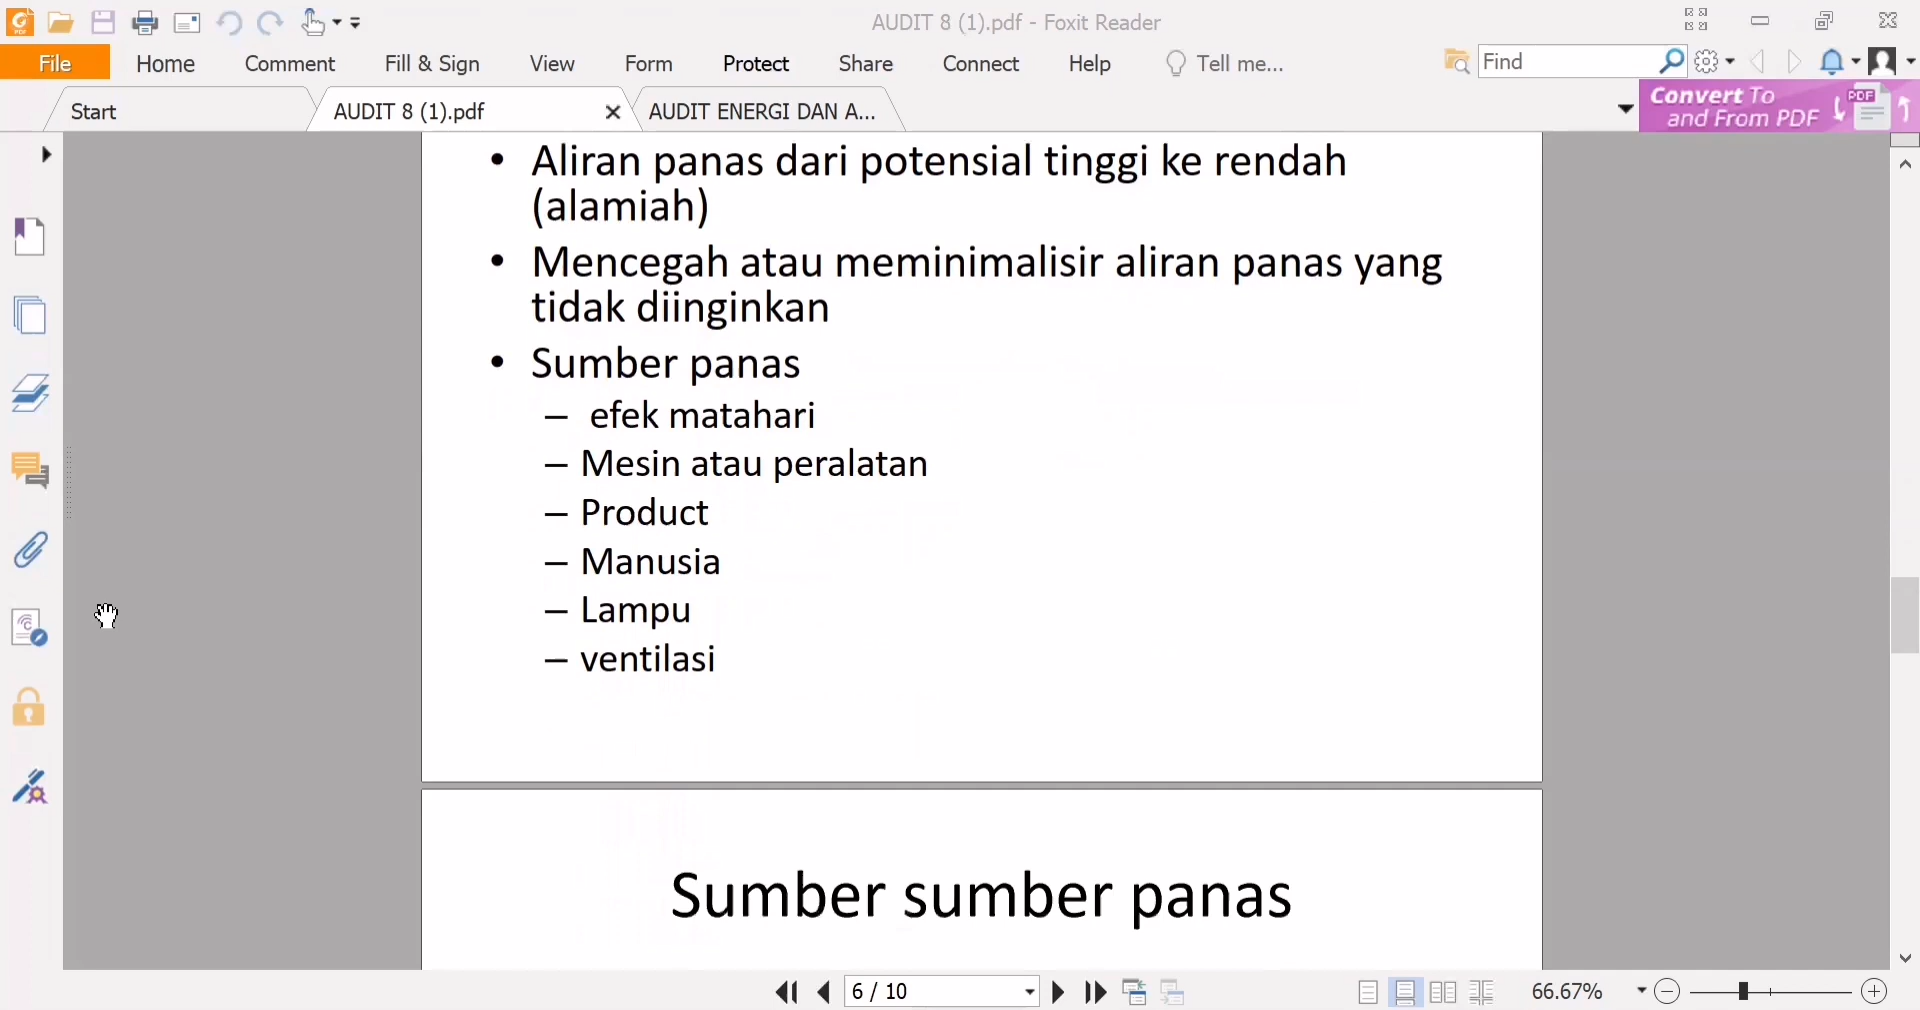 AUDIT 8 (1).pdf - Foxit Reader
File Home Comment Fill & Sign View Form Protect Share Connect Help Tell me... Find
Start AUDIT 8 (1).pdf AUDIT ENERGI DAN A... Convert To
and From PDF
PDF
• Aliran panas dari potensial tinggi ke rendah
(alamiah)
• Mencegah atau meminimalisir aliran panas yang
tidak diinginkan
• Sumber panas
– efek matahari
– Mesin atau peralatan
– Product
– Manusia
– Lampu
– ventilasi
Sumber sumber panas
6 / 10 66.67%